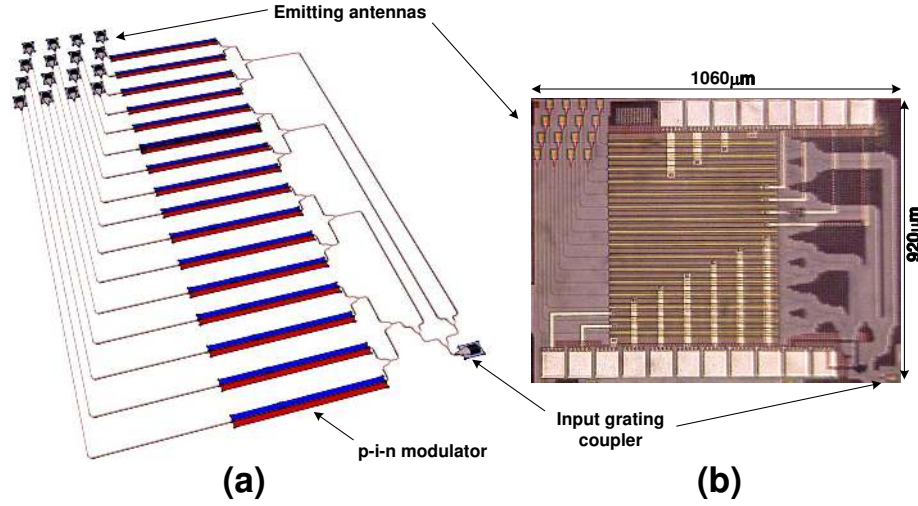 Emitting antennas
1060μm
920μm
Input grating
coupler
p-i-n modulator
(a)
(b)